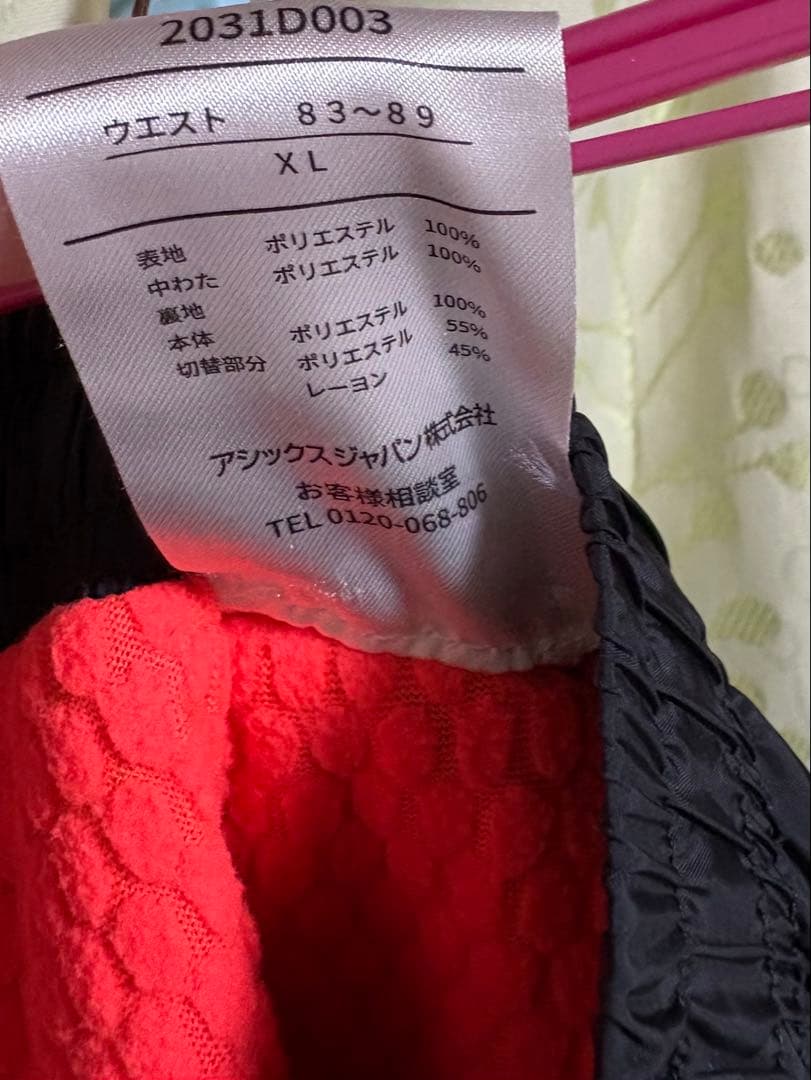 2031D003
ウエスト 83～89
XL
表地 ポリエステル 100%
中わた ポリエステル 100%
裏地
本体 ポリエステル 100%
切替部分 ポリエステル 55%
レーヨン 45%
アシックスジャパン株式会社
お客様相談室
TEL 0120-068-806